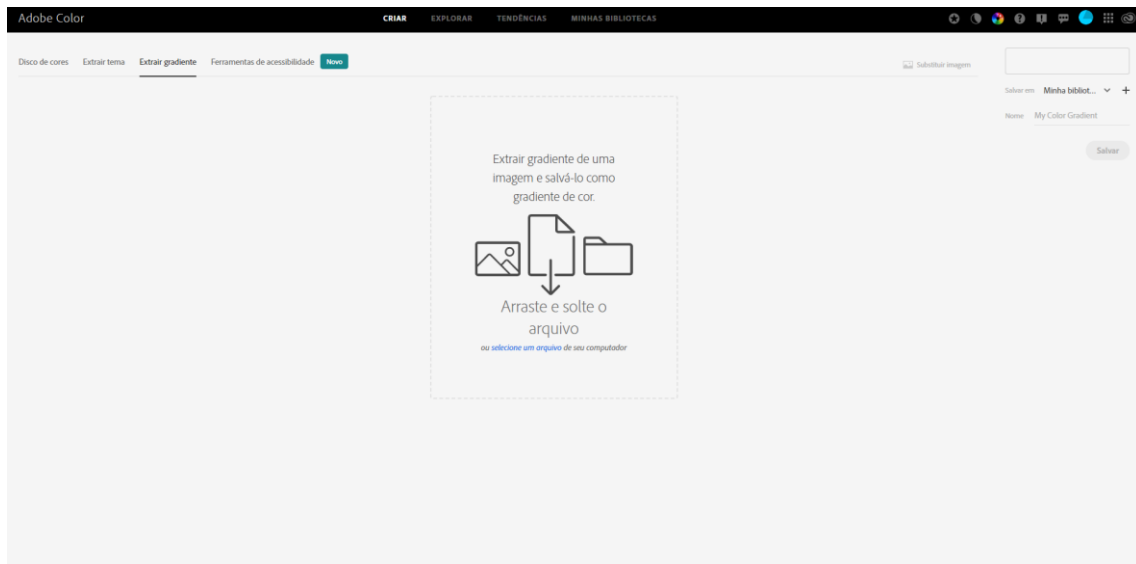 Adobe Color
CRIAR EXPLORAR TENDÊNCIAS MINHAS BIBLIOTECAS
Disco de cores Extrair tema Extrair gradiente Ferramentas de acessibilidade Novo
Substituir imagem
Salvar em Minha bibliot...
Nome My Color Gradient
Salvar
Extrair gradiente de uma
imagem e salvá-lo como
gradiente de cor.
Arraste e solte o
arquivo
ou selecione um arquivo de seu computador